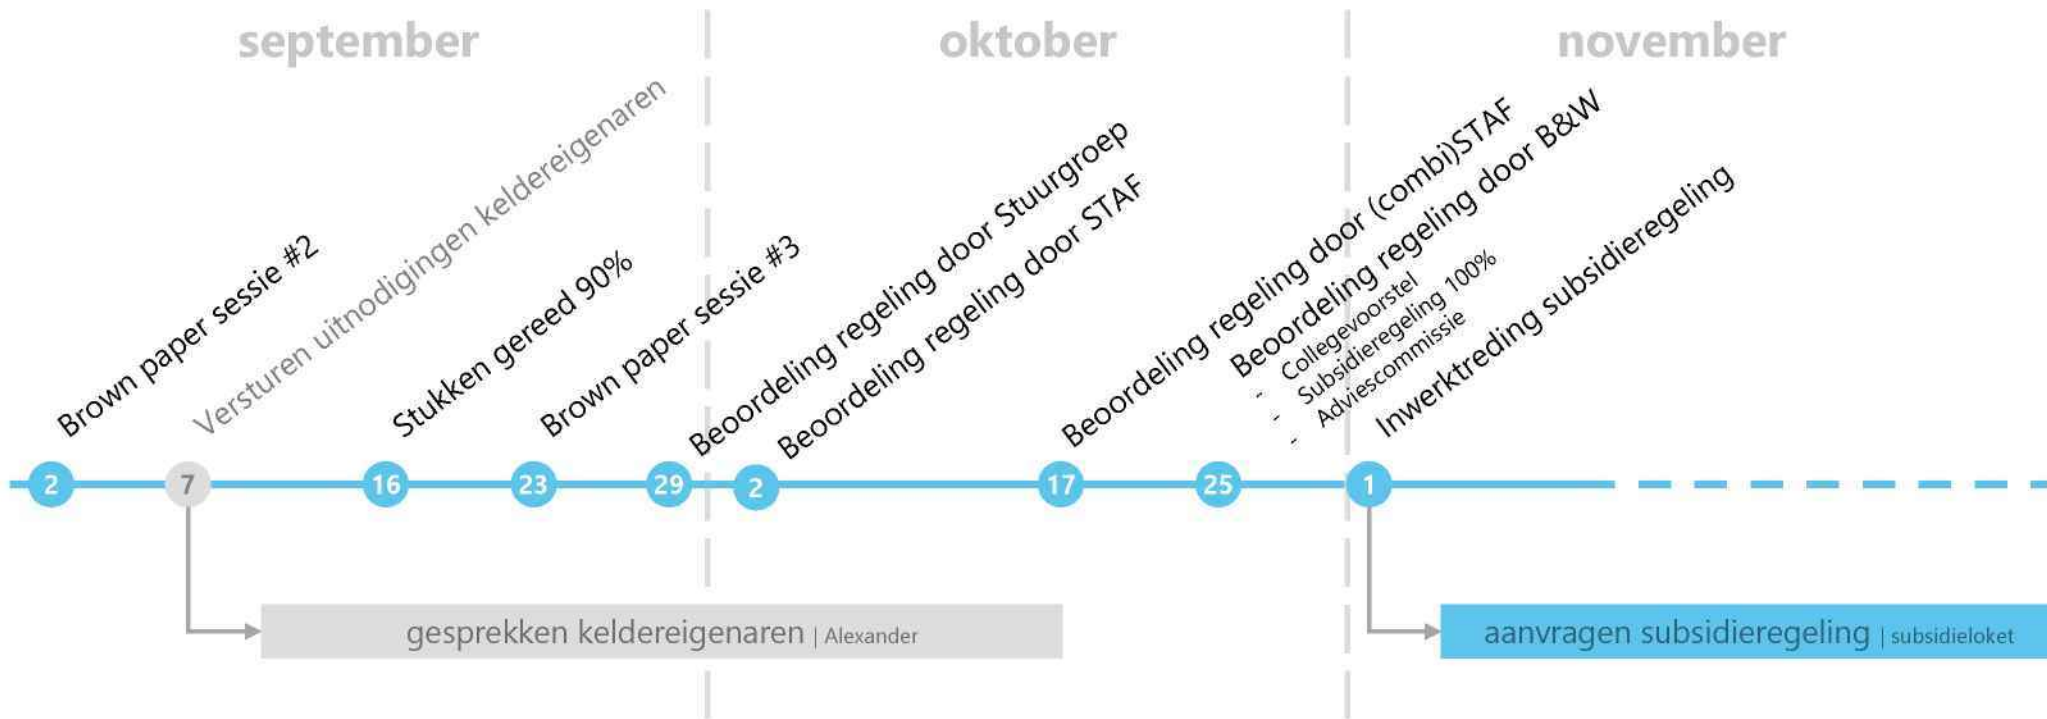 september
oktober
november
Brown paper sessie #2
Versturen uitnodigingen keldereigenaren
Stukken gereed 90%
Brown paper sessie #3
Beoordeling regeling door Stuurgroep
Beoordeling regeling door STAF
Beoordeling regeling door (combi)STAF
Beoordeling regeling door B&W
- Collegevoorstel
- Subsidieregeling 100%
- Adviescommissie
Inwerktreding subsidieregeling
2
7
16
23
29
2
17
25
1
gesprekken keldereigenaren | Alexander
aanvragen subsidieregeling | subsidieloket